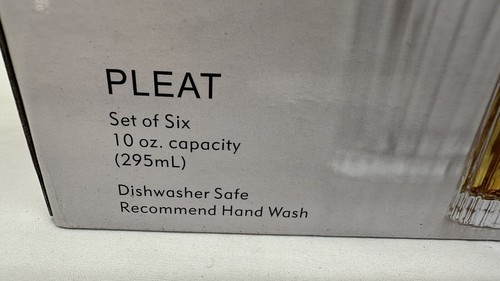 PLEAT
Set of Six
10 oz. capacity
(295mL)
Dishwasher Safe
Recommend Hand Wash